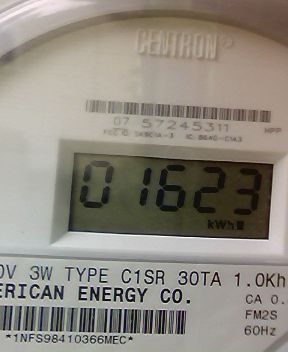 CENTRON®
07 57245311 HPP
01623
kWh
0V 3W TYPE C1SR 30TA 1.0Kh
ERICAN ENERGY CO.
CA 0.
FM2S
60Hz
*1NFS98410366MEC*